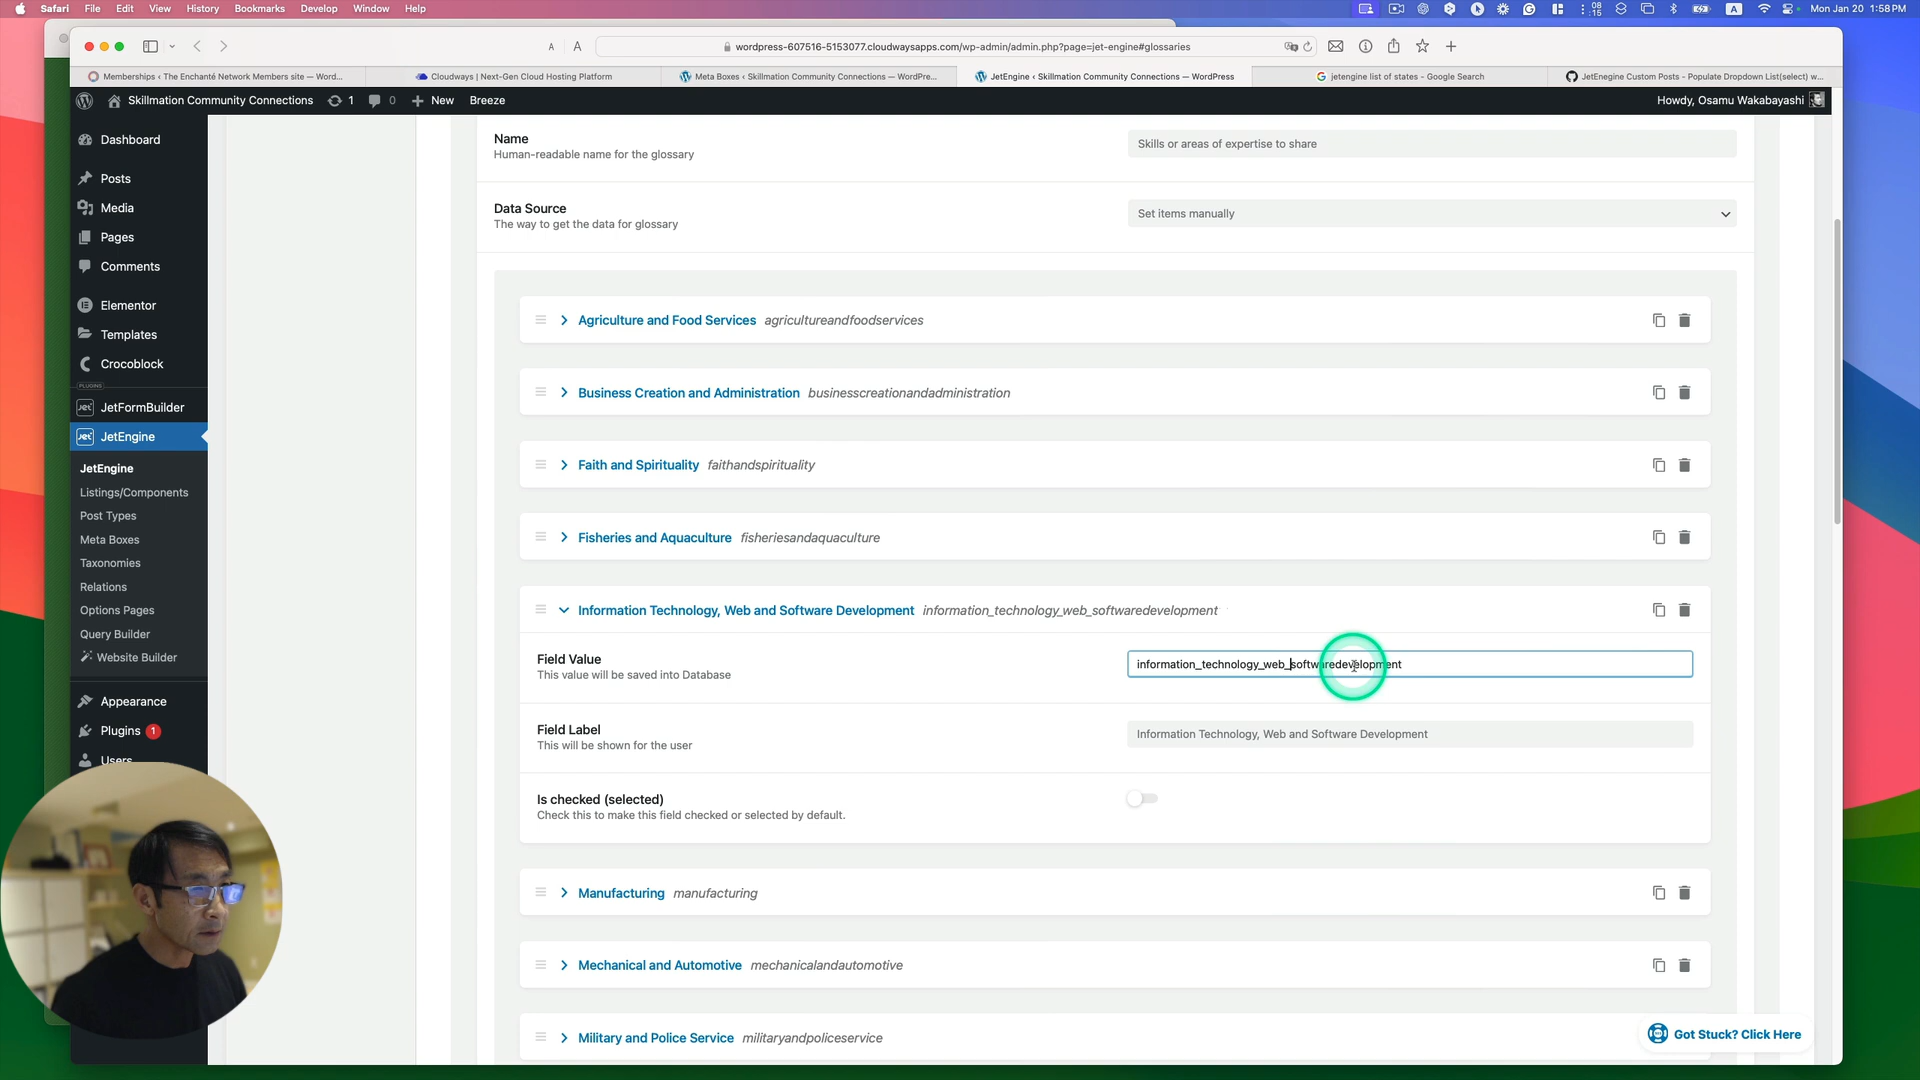 Safari File Edit View History Bookmarks Develop Window Help
08
15
A
Mon Jan 20 1:58 PM
A A
wordpress-607516-5153077.cloudwaysapps.com/wp-admin/admin.php?page=jet-engine#glossaries
Memberships ‹ The Enchanté Network Members site — Word...
Cloudways | Next-Gen Cloud Hosting Platform
Meta Boxes ‹ Skillmation Community Connections — WordPre...
JetEngine ‹ Skillmation Community Connections — WordPress
jetengine list of states - Google Search
JetEnegine Custom Posts - Populate Dropdown List(select) w...
Skillmation Community Connections 1 0 New Breeze
Howdy, Osamu Wakabayashi
Dashboard
Posts
Media
Pages
Comments
Elementor
Templates
Crocoblock
PLUGINS
JetFormBuilder
JetEngine
JetEngine
Listings/Components
Post Types
Meta Boxes
Taxonomies
Relations
Options Pages
Query Builder
Website Builder
Appearance
Plugins 1
Users
Name
Human-readable name for the glossary
Skills or areas of expertise to share
Data Source
The way to get the data for glossary
Set items manually
Agriculture and Food Services agricultureandfoodservices
Business Creation and Administration businesscreationandadministration
Faith and Spirituality faithandspirituality
Fisheries and Aquaculture fisheriesandaquaculture
Information Technology, Web and Software Development information_technology_web_softwaredevelopment
Field Value
This value will be saved into Database
information_technology_web_softwaredevelopment
Field Label
This will be shown for the user
Information Technology, Web and Software Development
Is checked (selected)
Check this to make this field checked or selected by default.
Manufacturing manufacturing
Mechanical and Automotive mechanicalandautomotive
Military and Police Service militaryandpoliceservice
Got Stuck? Click Here